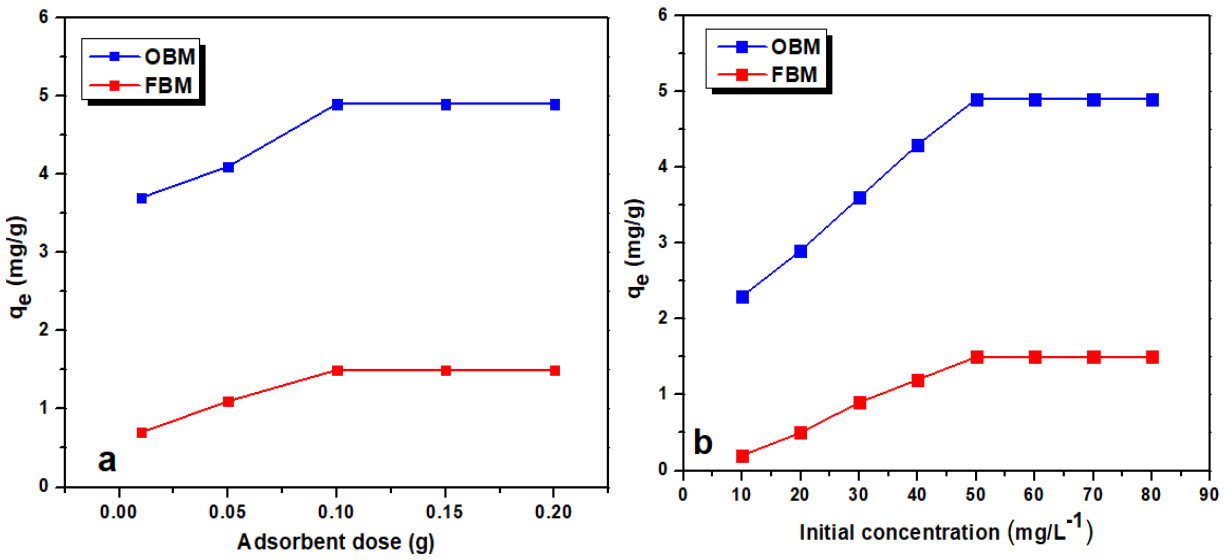 6
5
4
3
2
1
0
qe (mg/g)
OBM
FBM
a
0.00 0.05 0.10 0.15 0.20
Adsorbent dose (g)
6
5
4
3
2
1
0
qe (mg/g)
OBM
FBM
b
0 10 20 30 40 50 60 70 80 90
Initial concentration (mg/L-1)